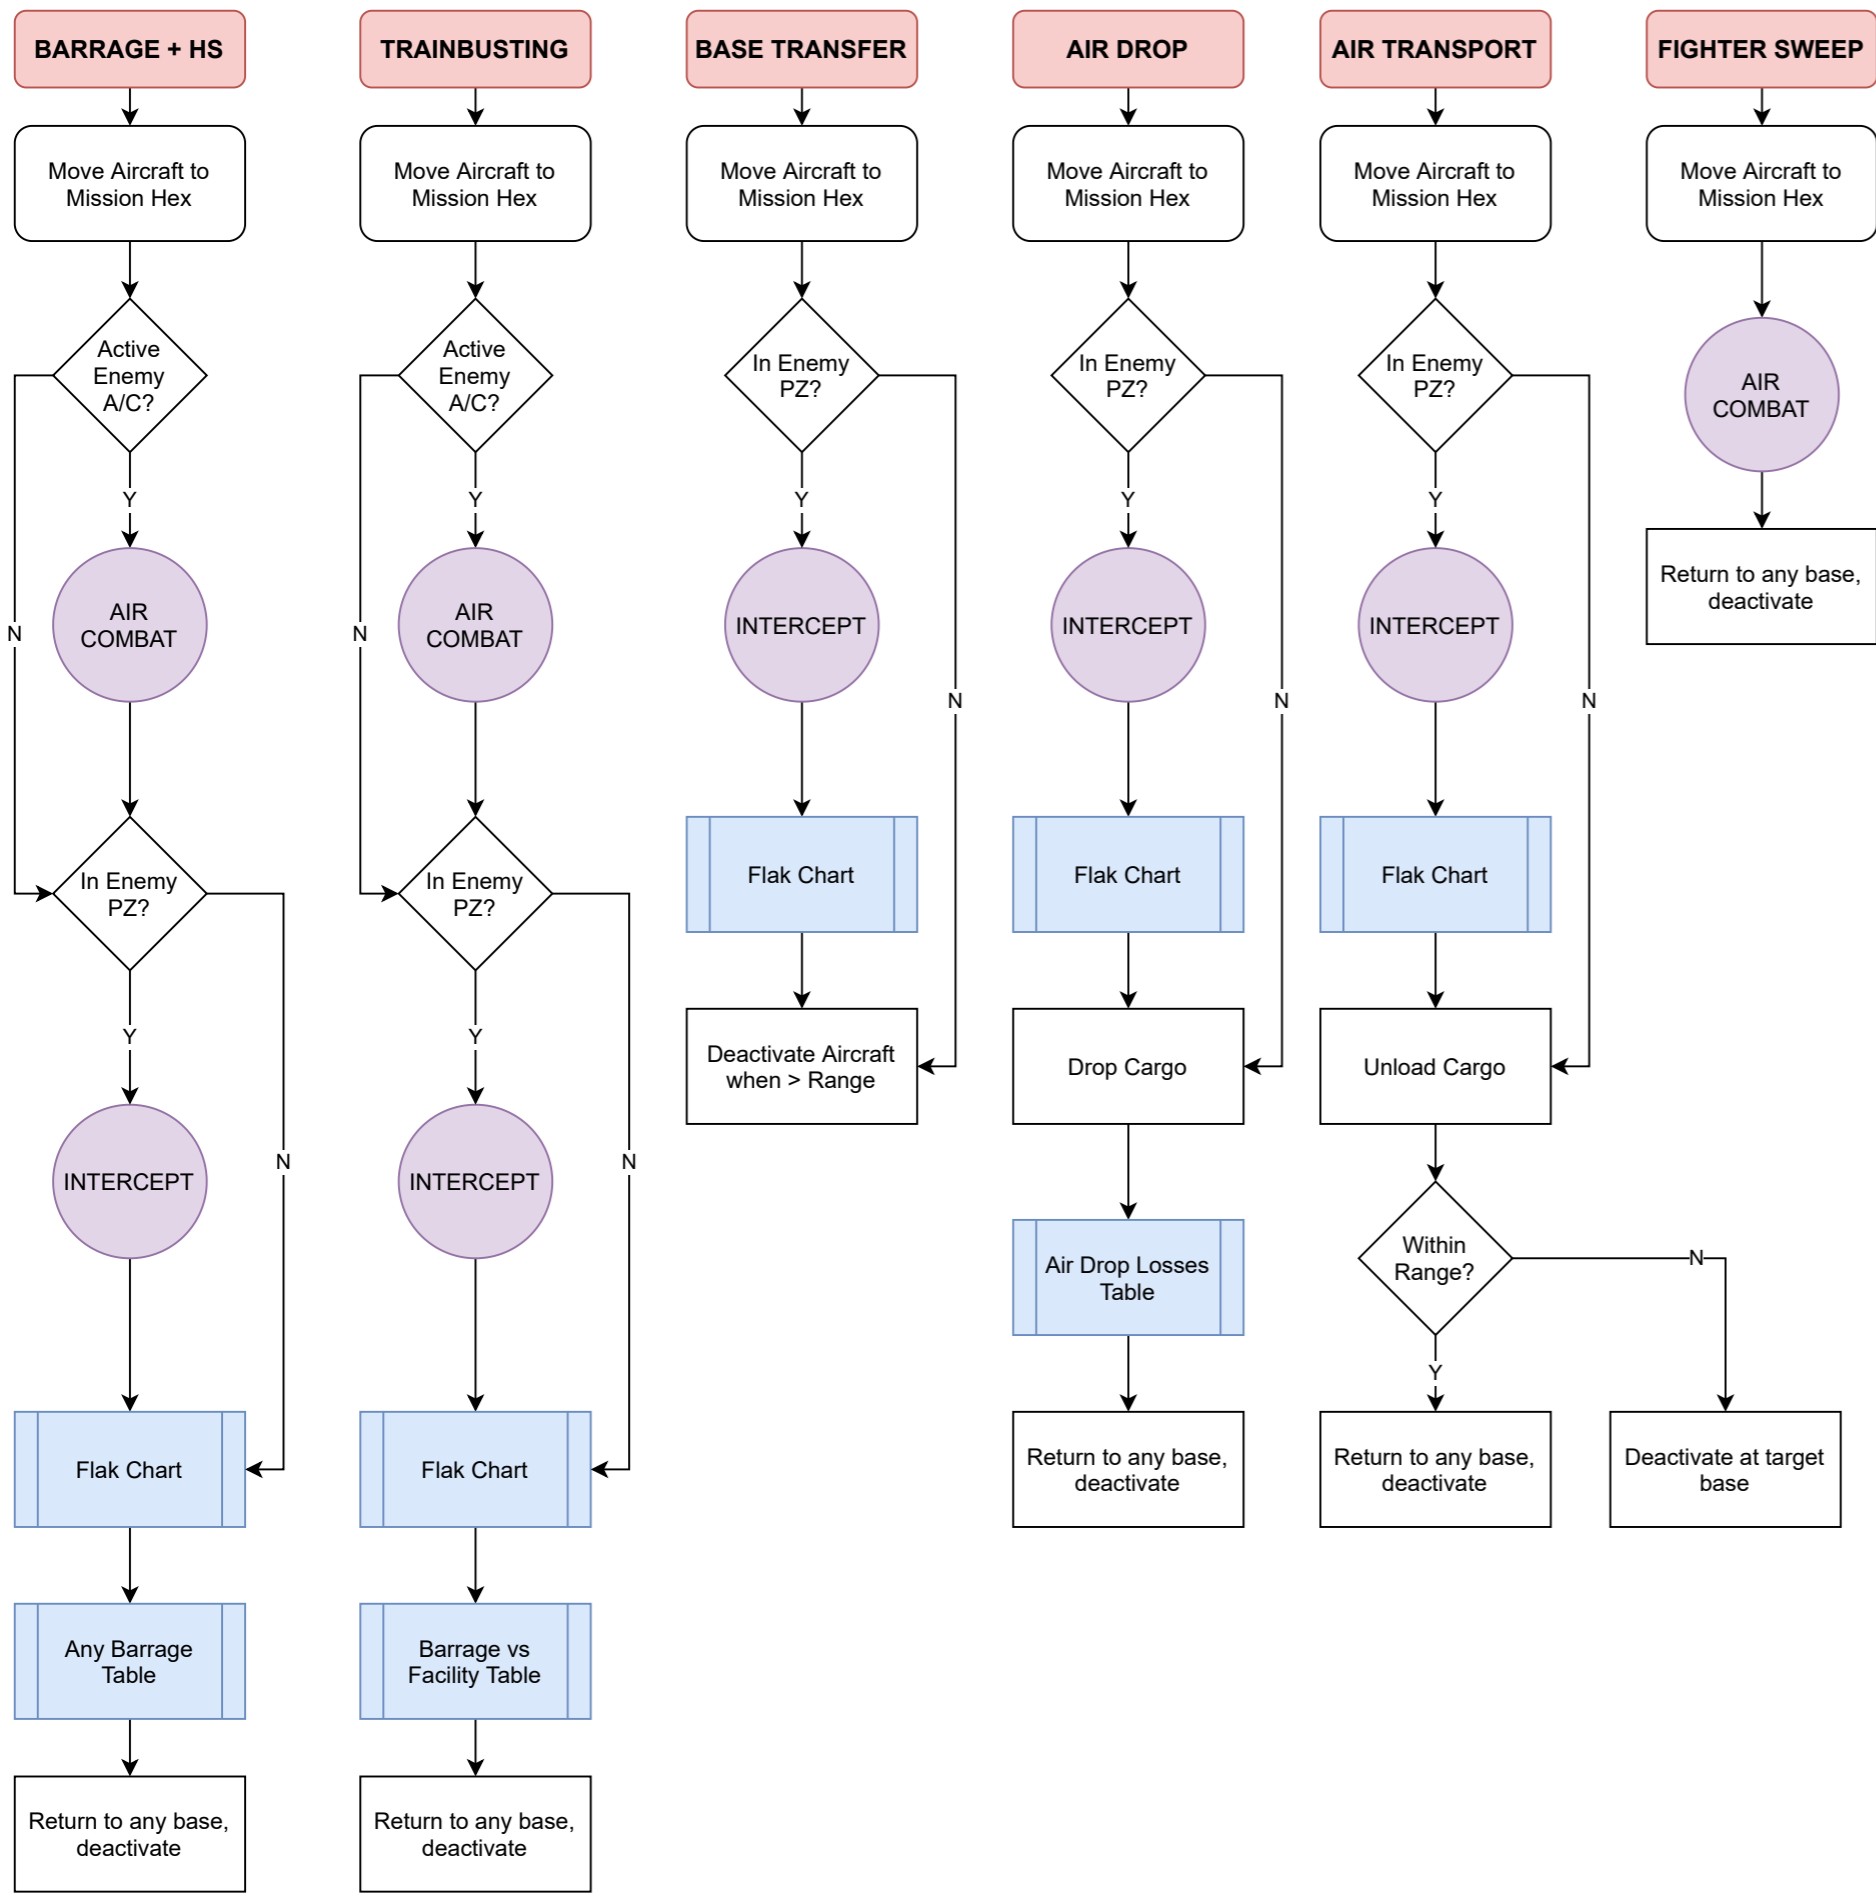 BARRAGE + HS
Move Aircraft to
Mission Hex
Active
Enemy
A/C?
Y
N
AIR
COMBAT
In Enemy
PZ?
Y
N
INTERCEPT
Flak Chart
Any Barrage
Table
Return to any base,
deactivate
TRAINBUSTING
Move Aircraft to
Mission Hex
Active
Enemy
A/C?
Y
N
AIR
COMBAT
In Enemy
PZ?
Y
N
INTERCEPT
Flak Chart
Barrage vs
Facility Table
Return to any base,
deactivate
BASE TRANSFER
Move Aircraft to
Mission Hex
In Enemy
PZ?
Y
N
INTERCEPT
Flak Chart
Deactivate Aircraft
when > Range
AIR DROP
Move Aircraft to
Mission Hex
In Enemy
PZ?
Y
N
INTERCEPT
Flak Chart
Drop Cargo
Air Drop Losses
Table
Return to any base,
deactivate
AIR TRANSPORT
Move Aircraft to
Mission Hex
In Enemy
PZ?
Y
N
INTERCEPT
Flak Chart
Unload Cargo
Within
Range?
N
Y
Return to any base,
deactivate
Deactivate at target
base
FIGHTER SWEEP
Move Aircraft to
Mission Hex
AIR
COMBAT
Return to any base,
deactivate